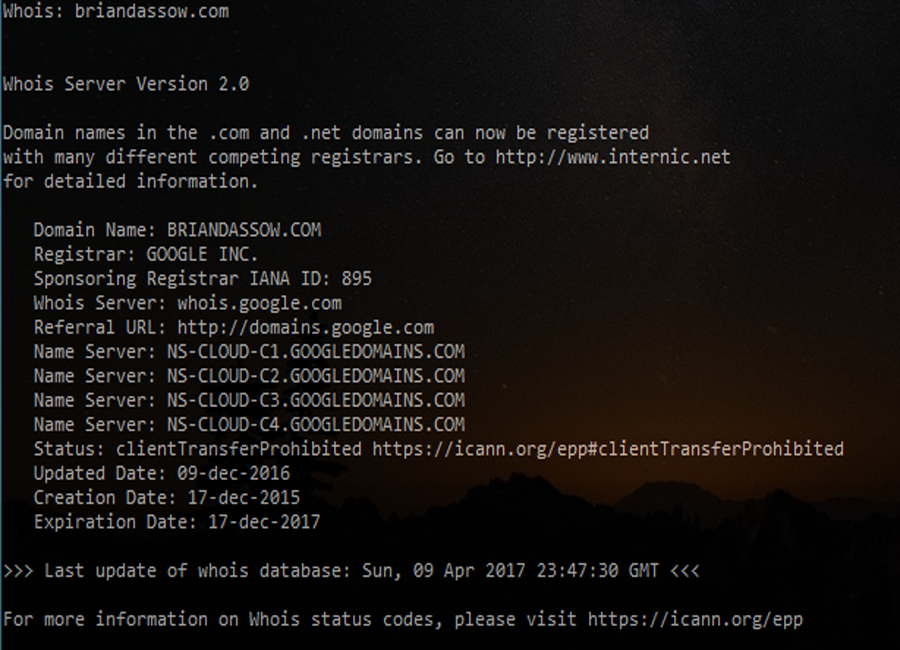 Whois: briandassow.com
Whois Server Version 2.0
Domain names in the .com and .net domains can now be registered
with many different competing registrars. Go to http://www.internic.net
for detailed information.
Domain Name: BRIANDASSOW.COM
Registrar: GOOGLE INC.
Sponsoring Registrar IANA ID: 895
Whois Server: whois.google.com
Referral URL: http://domains.google.com
Name Server: NS-CLOUD-C1.GOOGLEDOMAINS.COM
Name Server: NS-CLOUD-C2.GOOGLEDOMAINS.COM
Name Server: NS-CLOUD-C3.GOOGLEDOMAINS.COM
Name Server: NS-CLOUD-C4.GOOGLEDOMAINS.COM
Status: clientTransferProhibited https://icann.org/epp#clientTransferProhibited
Updated Date: 09-dec-2016
Creation Date: 17-dec-2015
Expiration Date: 17-dec-2017
>>> Last update of whois database: Sun, 09 Apr 2017 23:47:30 GMT <<<
For more information on Whois status codes, please visit https://icann.org/epp